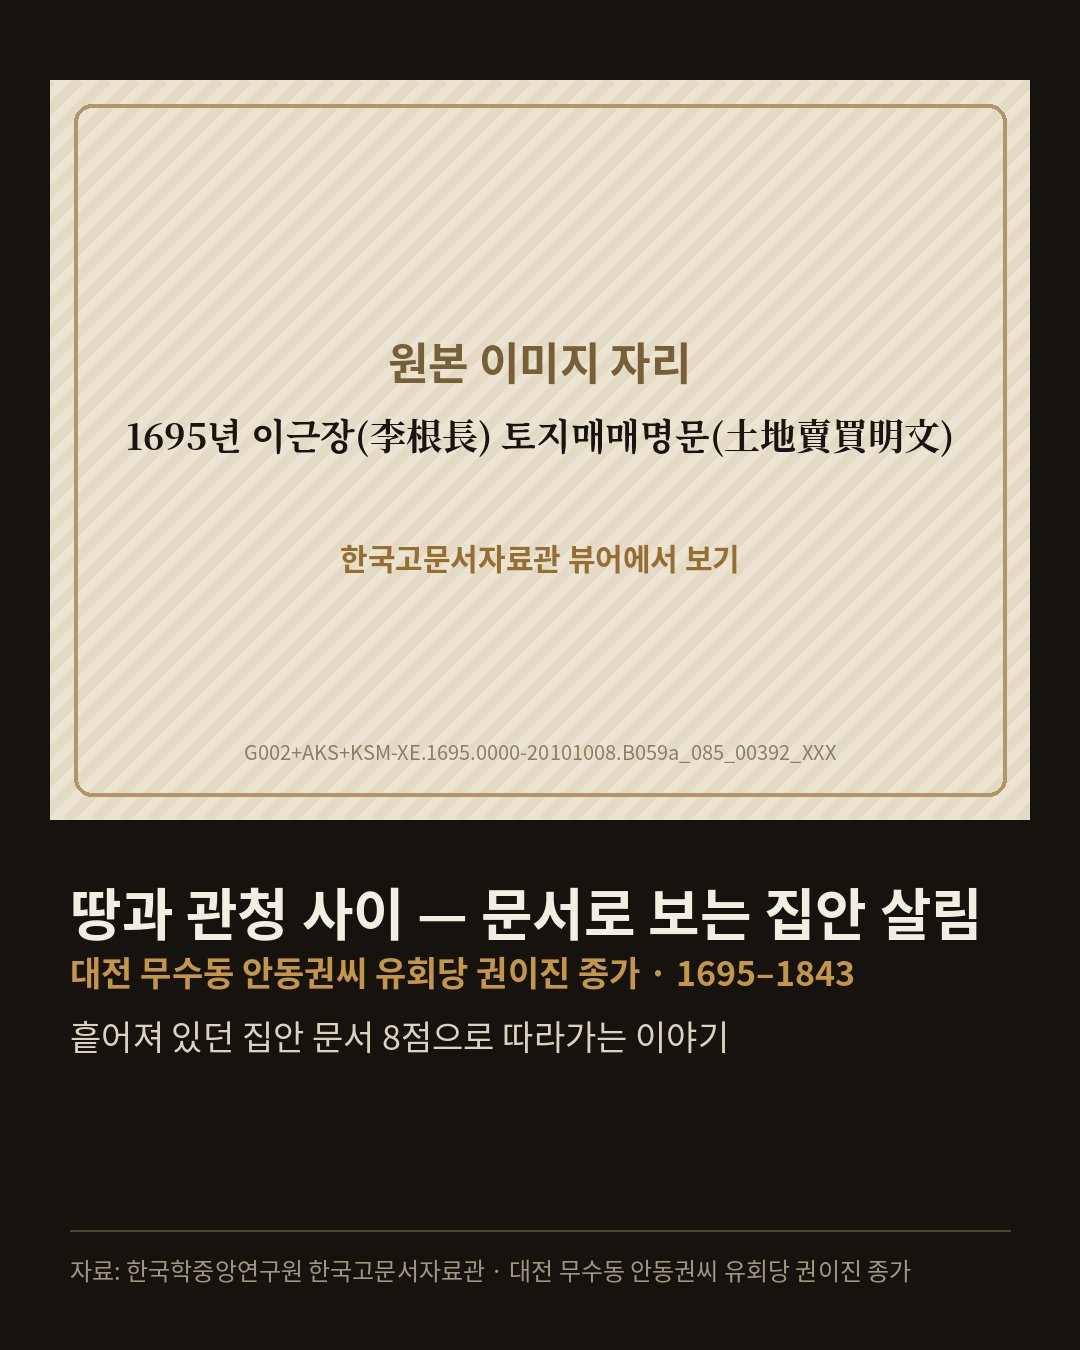 원본 이미지 자리
1695년 이근장(李根長) 토지매매명문(土地賣買明文)
한국고문서자료관 뷰어에서 보기
G002+AKS+KSM-XE.1695.0000-20101008.B059a_085_00392_XXX
땅과 관청 사이 — 문서로 보는 집안 살림
대전 무수동 안동권씨 유회당 권이진 종가 · 1695–1843
흩어져 있던 집안 문서 8점으로 따라가는 이야기
자료: 한국학중앙연구원 한국고문서자료관 · 대전 무수동 안동권씨 유회당 권이진 종가